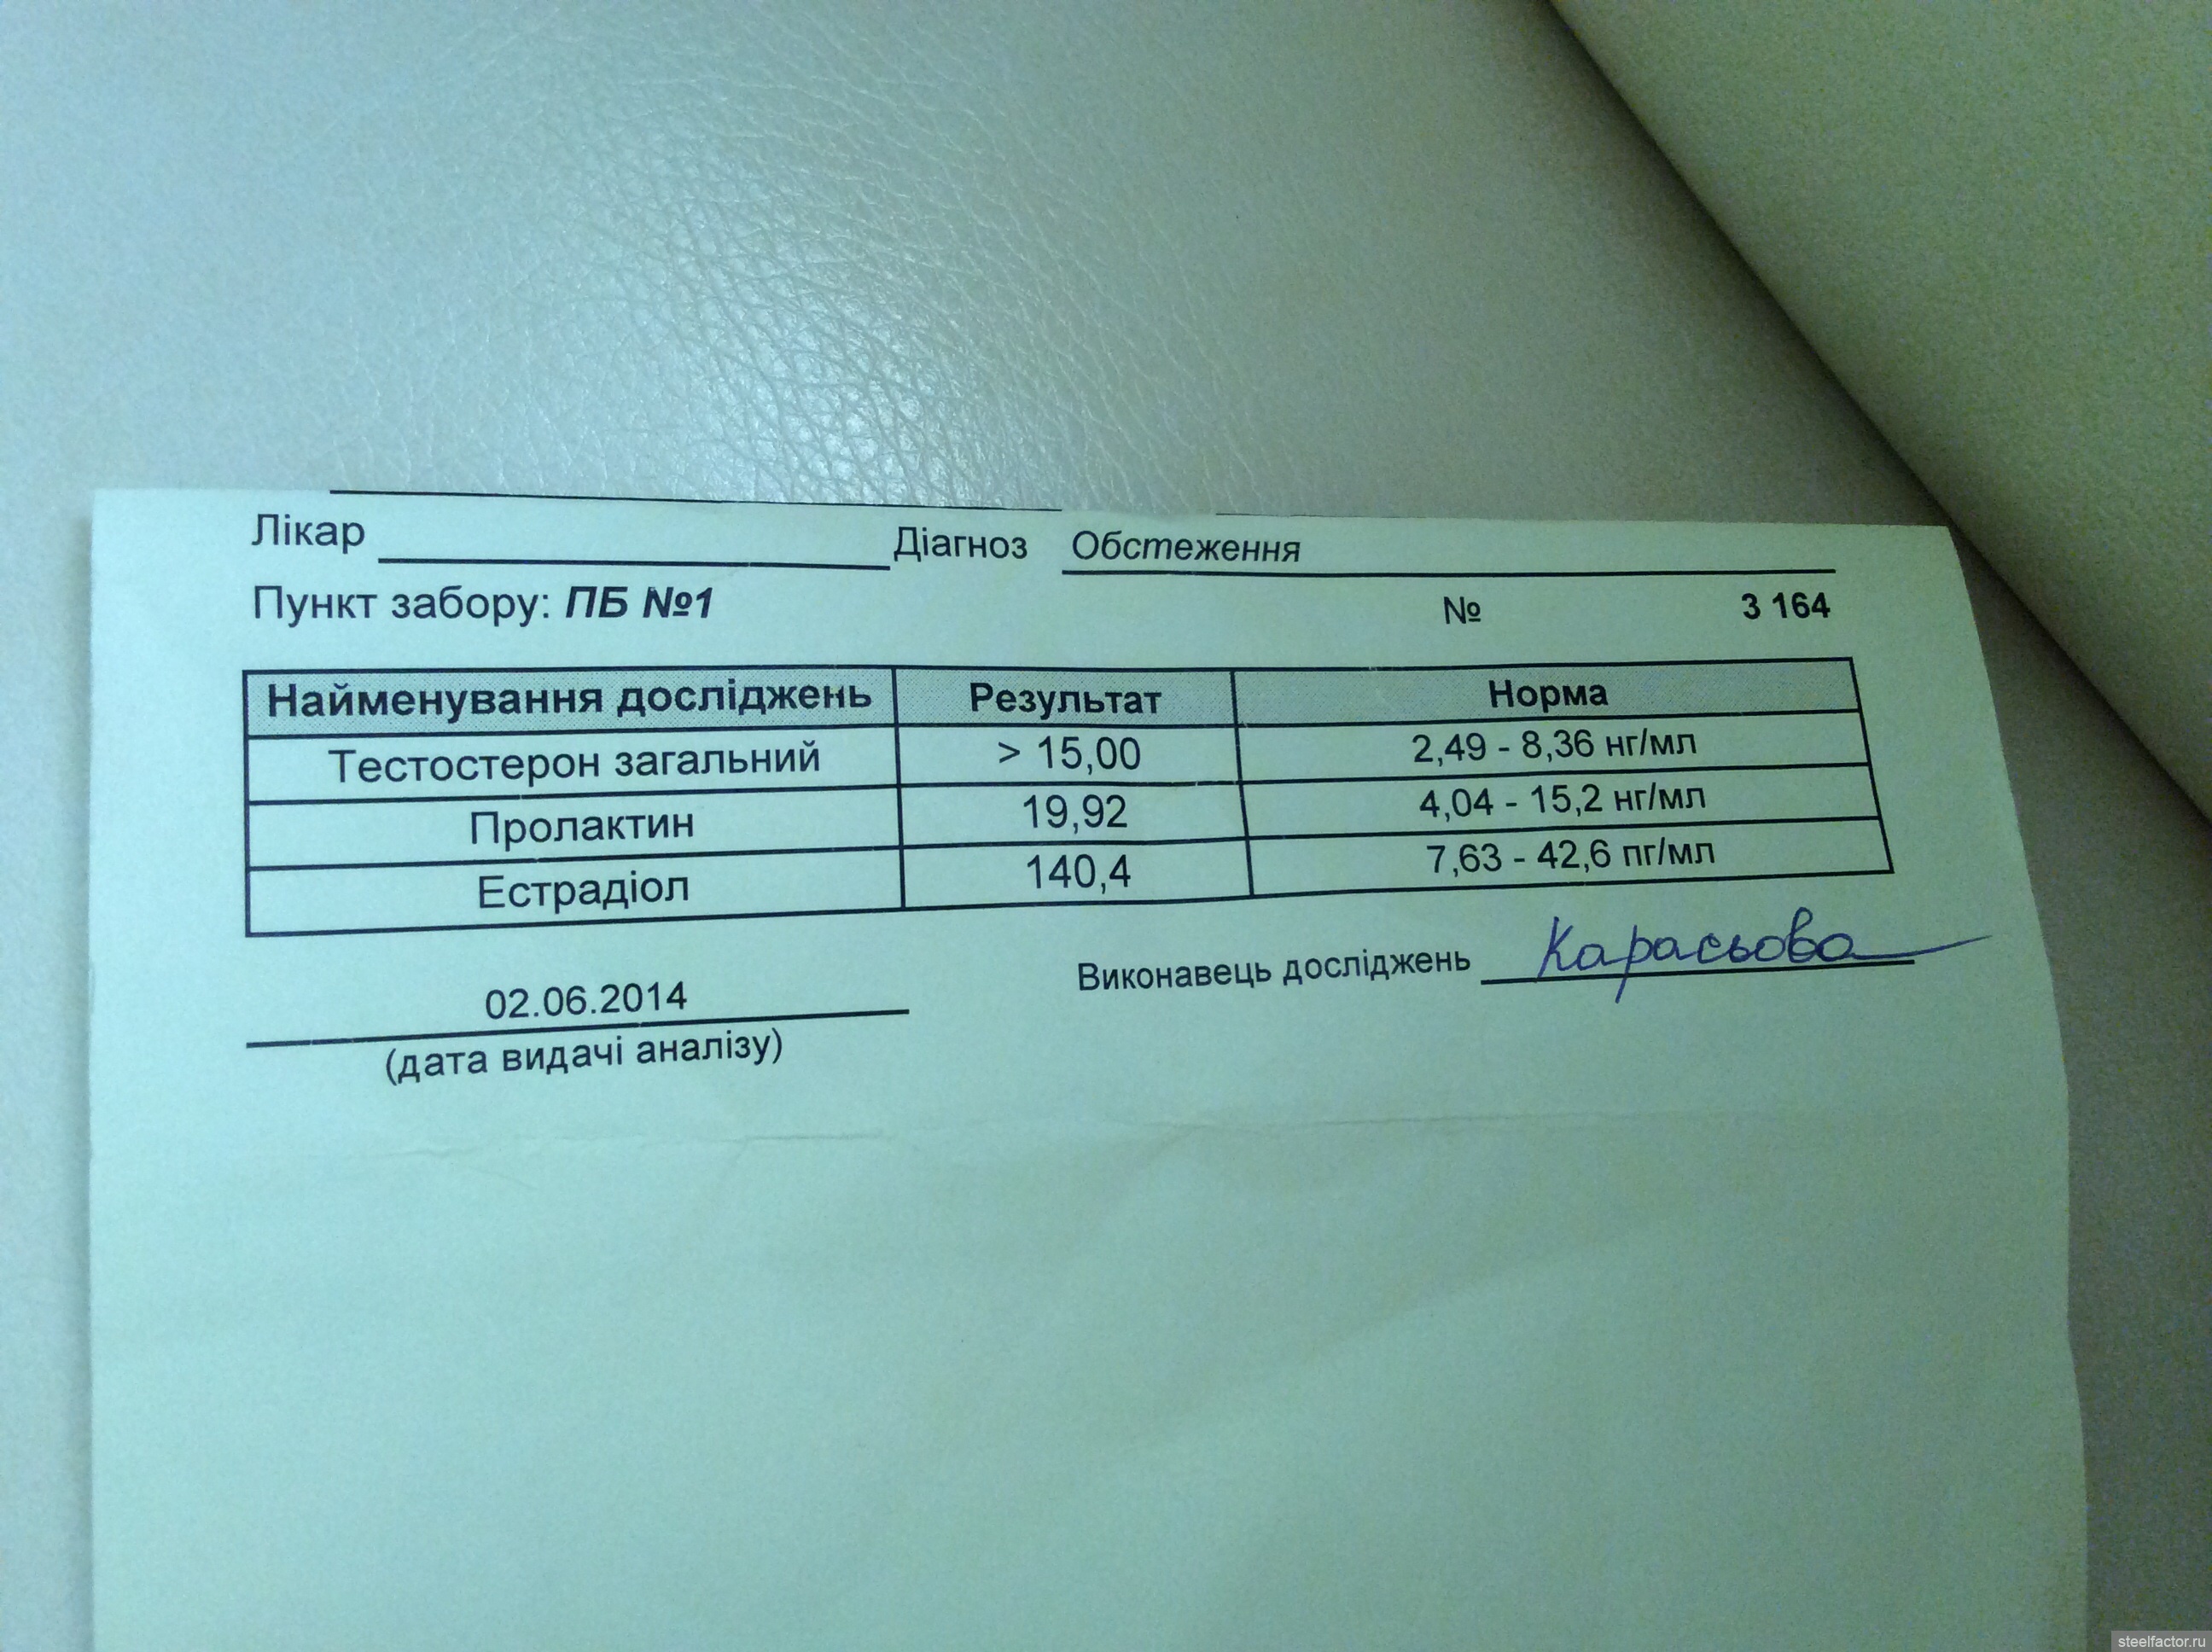 Лікар Діагноз Обстеження
Пункт забору: ПБ №1 № 3 164
Найменування досліджень Результат Норма
Тестостерон загальний > 15,00 2,49 - 8,36 нг/мл
Пролактин 19,92 4,04 - 15,2 нг/мл
Естрадіол 140,4 7,63 - 42,6 пг/мл
Виконавець досліджень Карасьова
02.06.2014
(дата видачі аналізу)
steelfactor.ru